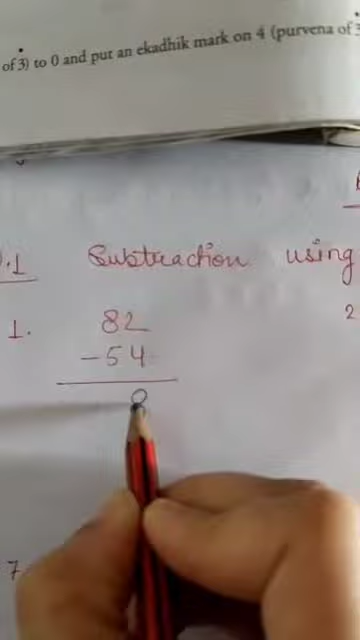 of 3̇) to 0 and put an ekadhik mark on 4 (purvena of 3
.1 Subtraction using
1. 82
2
-54
8
7